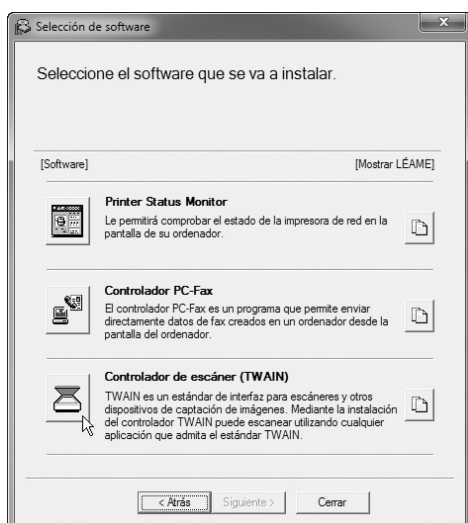 Selección de software
Seleccione el software que se va a instalar.
[Software] [Mostrar LÉAME]
Printer Status Monitor
Le permitirá comprobar el estado de la impresora de red en la
pantalla de su ordenador.
Controlador PC-Fax
El controlador PC-Fax es un programa que permite enviar
directamente datos de fax creados en un ordenador desde la
pantalla del ordenador.
Controlador de escáner (TWAIN)
TWAIN es un estándar de interfaz para escáneres y otros
dispositivos de captación de imágenes. Mediante la instalación
del controlador TWAIN puede escanear utilizando cualquier
aplicación que admita el estándar TWAIN.
< Atrás Siguiente > Cerrar